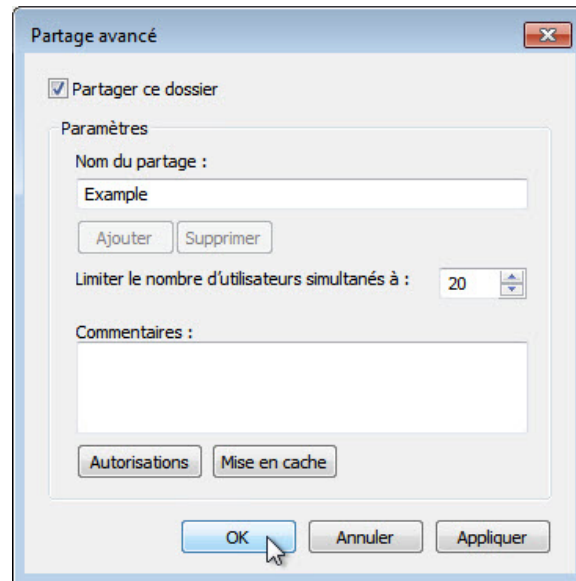 Partage avancé
Partager ce dossier
Paramètres
Nom du partage :
Example
Ajouter Supprimer
Limiter le nombre d'utilisateurs simultanés à : 20
Commentaires :
Autorisations Mise en cache
OK Annuler Appliquer